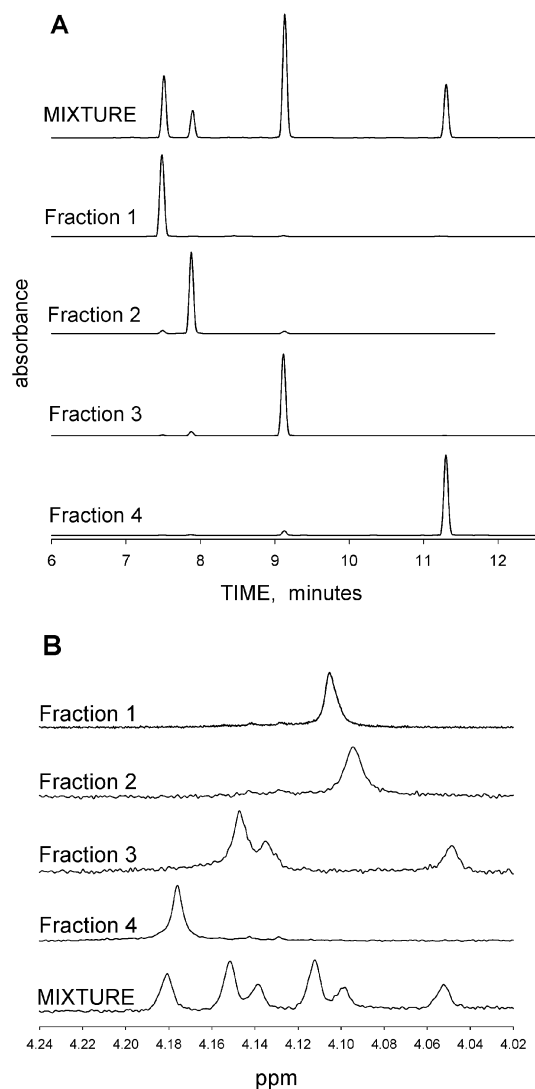 A
MIXTURE
Fraction 1
Fraction 2
Fraction 3
Fraction 4
absorbance
6 7 8 9 10 11 12
TIME, minutes
B
Fraction 1
Fraction 2
Fraction 3
Fraction 4
MIXTURE
4.24 4.22 4.20 4.18 4.16 4.14 4.12 4.10 4.08 4.06 4.04 4.02
ppm